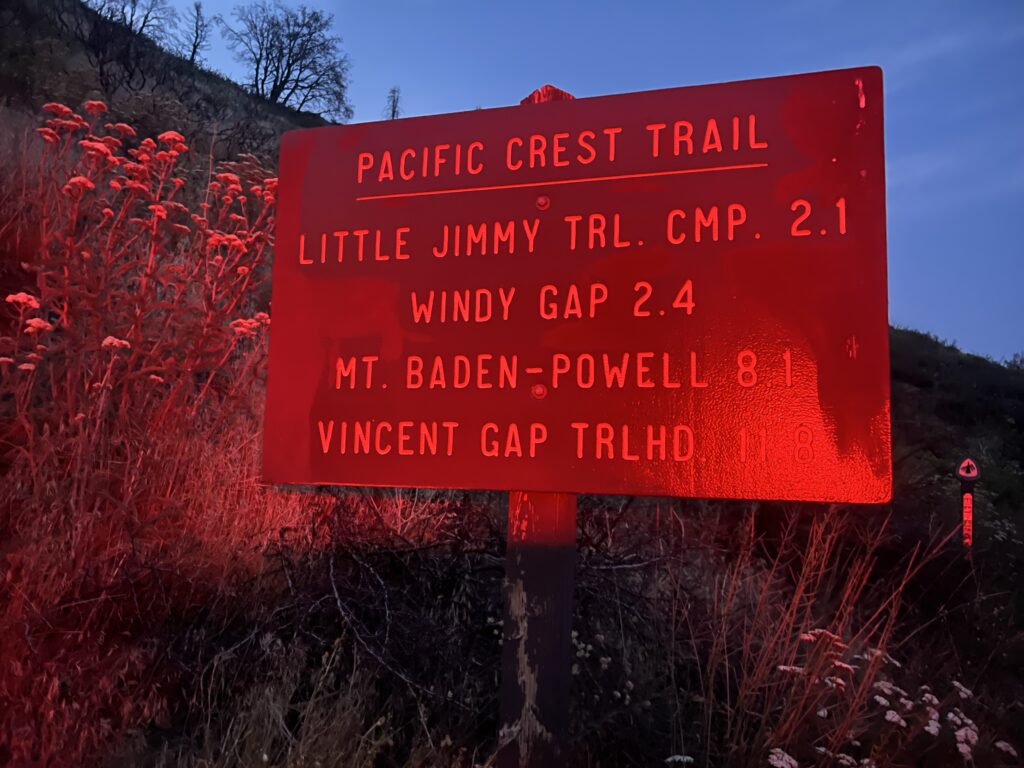 PACIFIC CREST TRAIL
LITTLE JIMMY TRL. CMP. 2.1
WINDY GAP 2.4
MT. BADEN-POWELL 8.1
VINCENT GAP TRLHD. 11.8